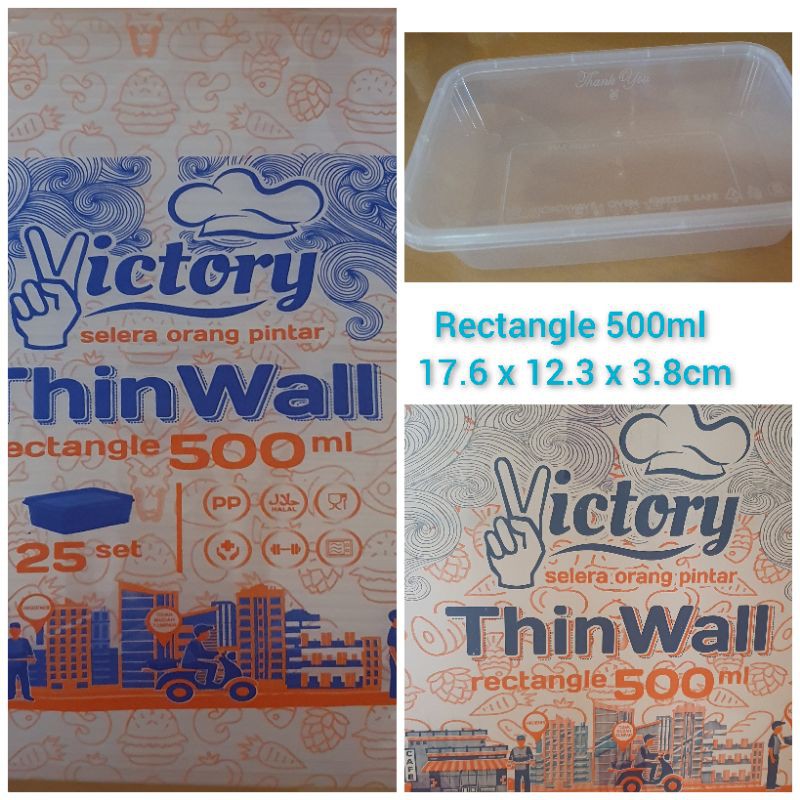 Victory
selera orang pintar
ThinWall
rectangle 500 ml
25 set
PP
HALAL
Thank You
Rectangle 500ml
17.6 x 12.3 x 3.8cm
Victory
selera orang pintar
ThinWall
rectangle 500 ml
CAFE